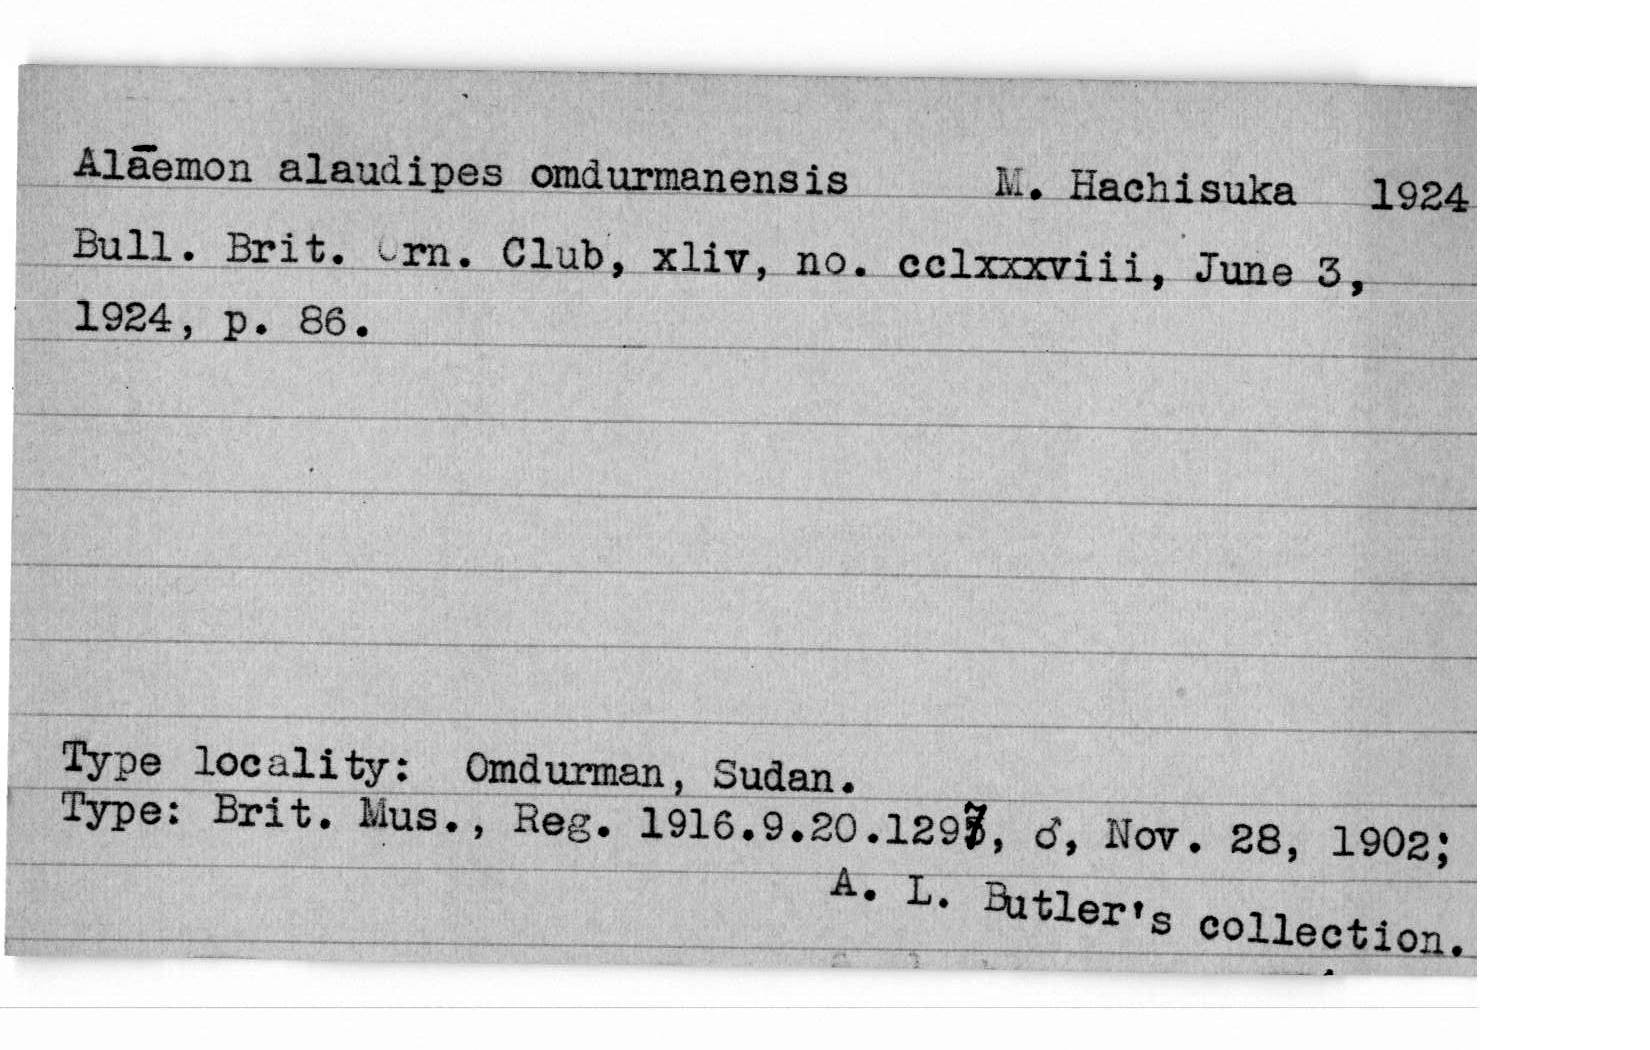 Alāemon alaudipes omdurmanensis M. Hachisuka 1924
Bull. Brit. Orn. Club, xliv, no. cclxxxviii, June 3,
1924, p. 86.
Type locality: Omdurman, Sudan.
Type: Brit. Mus., Reg. 1916.9.20.1297, ♂, Nov. 28, 1902;
A. L. Butler's collection.